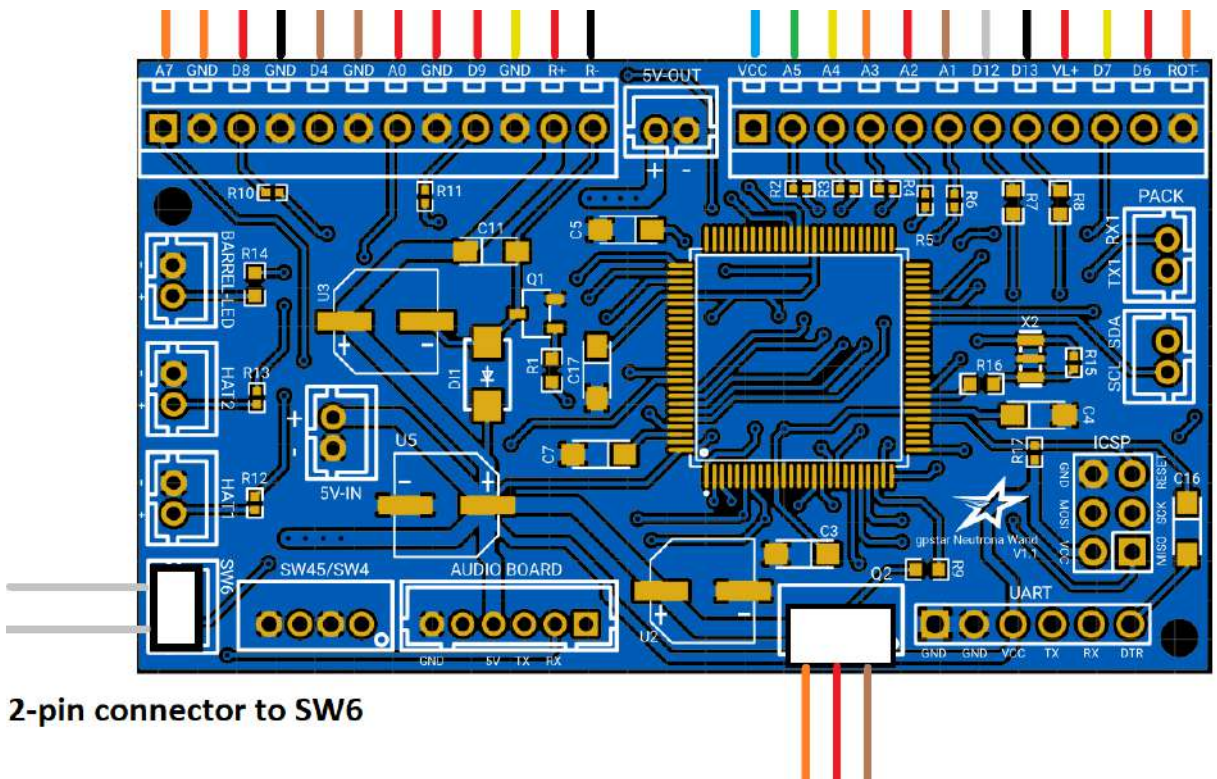 A7 GND D8 GND D4 GND A0 GND D9 GND R+ R-
5V-OUT
+ -
VCC A5 A4 A3 A2 A1 D12 D13 VL+ D7 D6 ROT-
R10
R11
R2
R3
R4
R5
R6
R7
R8
PACK
RX1
TX1
BARREL-LED
- +
R14
C11
C5
U3
+ -
Q1
DI1
R1
C17
X2
R15
R16
SDA
SCL
HAT2
- +
R13
+
-
5V-IN
U5
- +
C7
C4
R17
ICSP
GND RESET
MOSI SCK
VCC MISO
C16
HAT1
- +
R12
gpstar Neutrona Wand
V1.1
C3
Q2
R9
SW6
SW45/SW4
AUDIO BOARD
GND 5V TX RX
U2
+ -
UART
GND GND VCC TX RX DTR
2-pin connector to SW6